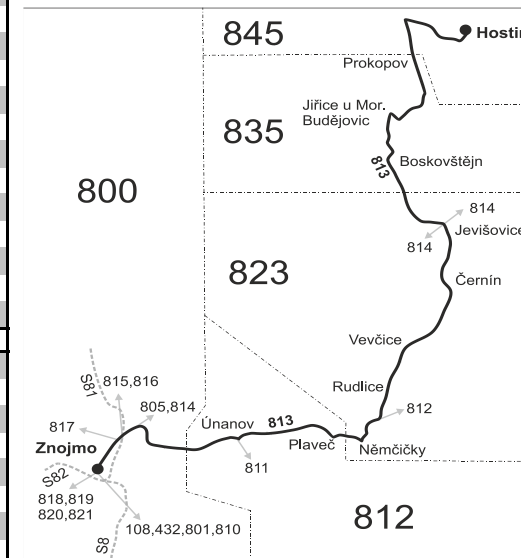 845
Hostim
Prokopov
Jiřice u Mor.
Budějovic
835
813
Boskovštějn
800
814
Jevišovice
814
823
Černín
Vevčice
Rudlice
812
S81
815,816
805,814
817
Únanov
813
Plaveč
Němčičky
811
Znojmo
S82
818,819
820,821
S8
108,432,801,810
812